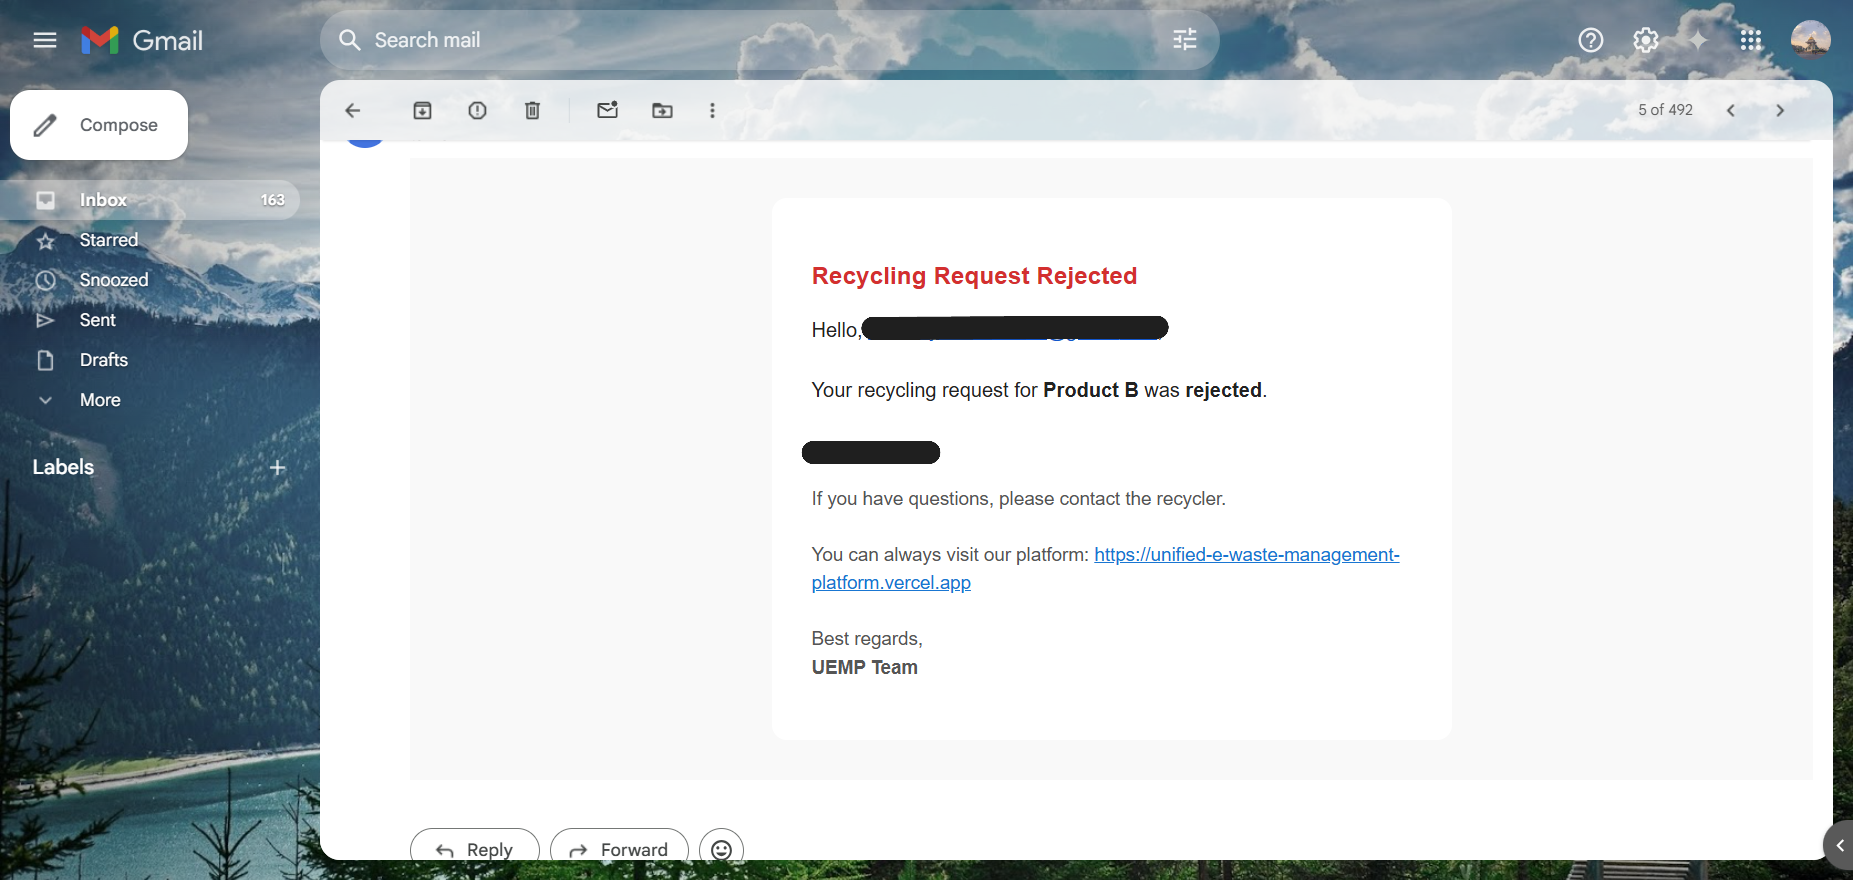 Gmail
Search mail
Compose
5 of 492
Inbox 163
Starred
Snoozed
Sent
Drafts
More
Labels
Recycling Request Rejected
Hello,
Your recycling request for Product B was rejected.
If you have questions, please contact the recycler.
You can always visit our platform: https://unified-e-waste-management-
platform.vercel.app
Best regards,
UEMP Team
Reply
Forward